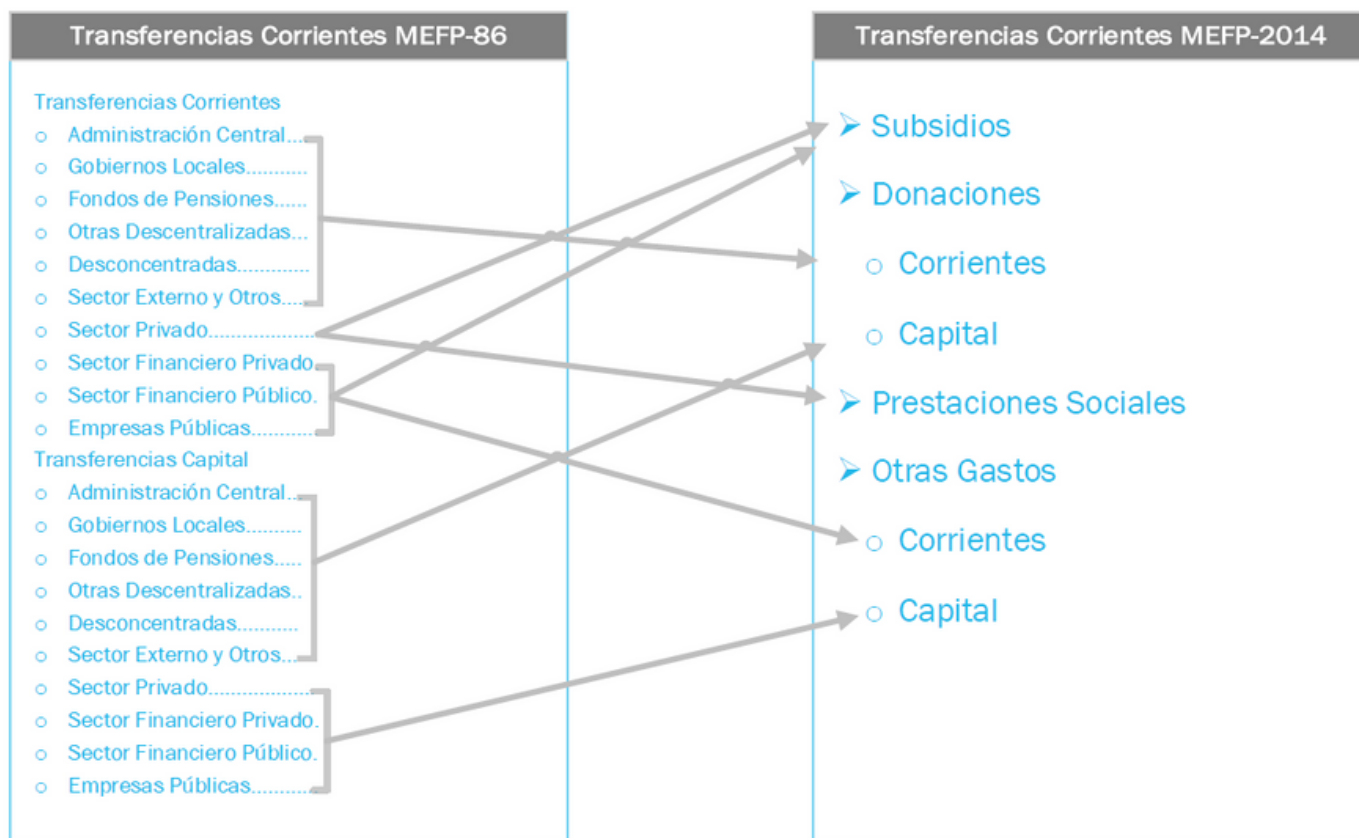 Transferencias Corrientes MEFP-86
Transferencias Corrientes
o Administración Central....
o Gobiernos Locales...........
o Fondos de Pensiones......
o Otras Descentralizadas...
o Desconcentradas.............
o Sector Externo y Otros....
o Sector Privado...................
o Sector Financiero Privado.
o Sector Financiero Público.
o Empresas Públicas...........
Transferencias Capital
o Administración Central...
o Gobiernos Locales..........
o Fondos de Pensiones.....
o Otras Descentralizadas..
o Desconcentradas...........
o Sector Externo y Otros...
o Sector Privado...................
o Sector Financiero Privado.
o Sector Financiero Público.
o Empresas Públicas............
Transferencias Corrientes MEFP-2014
➢ Subsidios
➢ Donaciones
o Corrientes
o Capital
➢ Prestaciones Sociales
➢ Otras Gastos
o Corrientes
o Capital